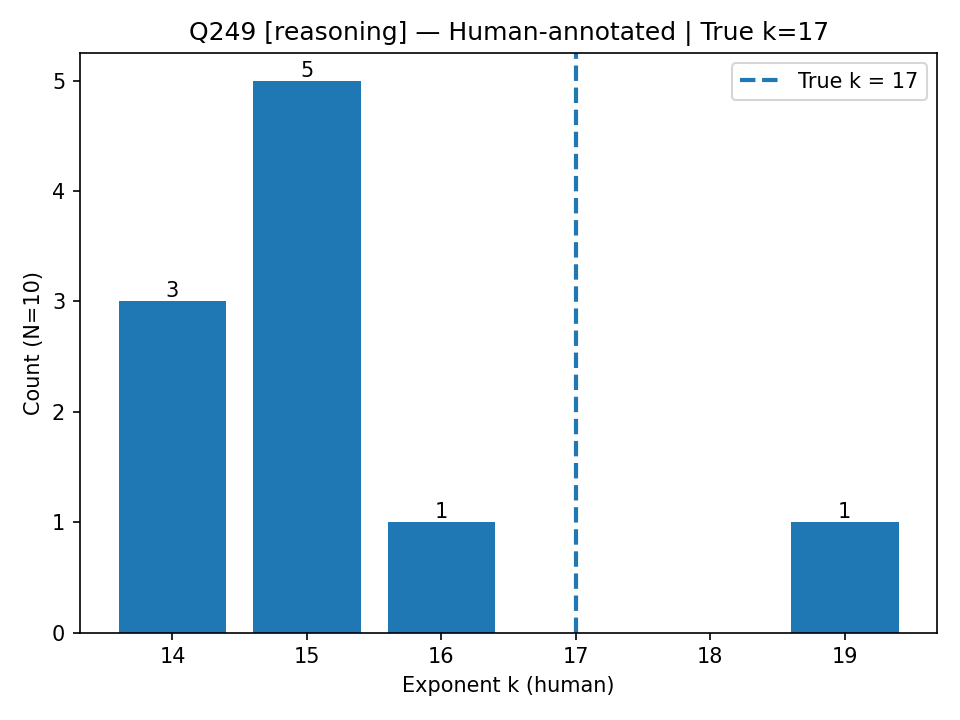 Q249 [reasoning] — Human-annotated | True k=17
True k = 17
Count (N=10)
5
4
3
2
1
0
3
5
1
1
14 15 16 17 18 19
Exponent k (human)